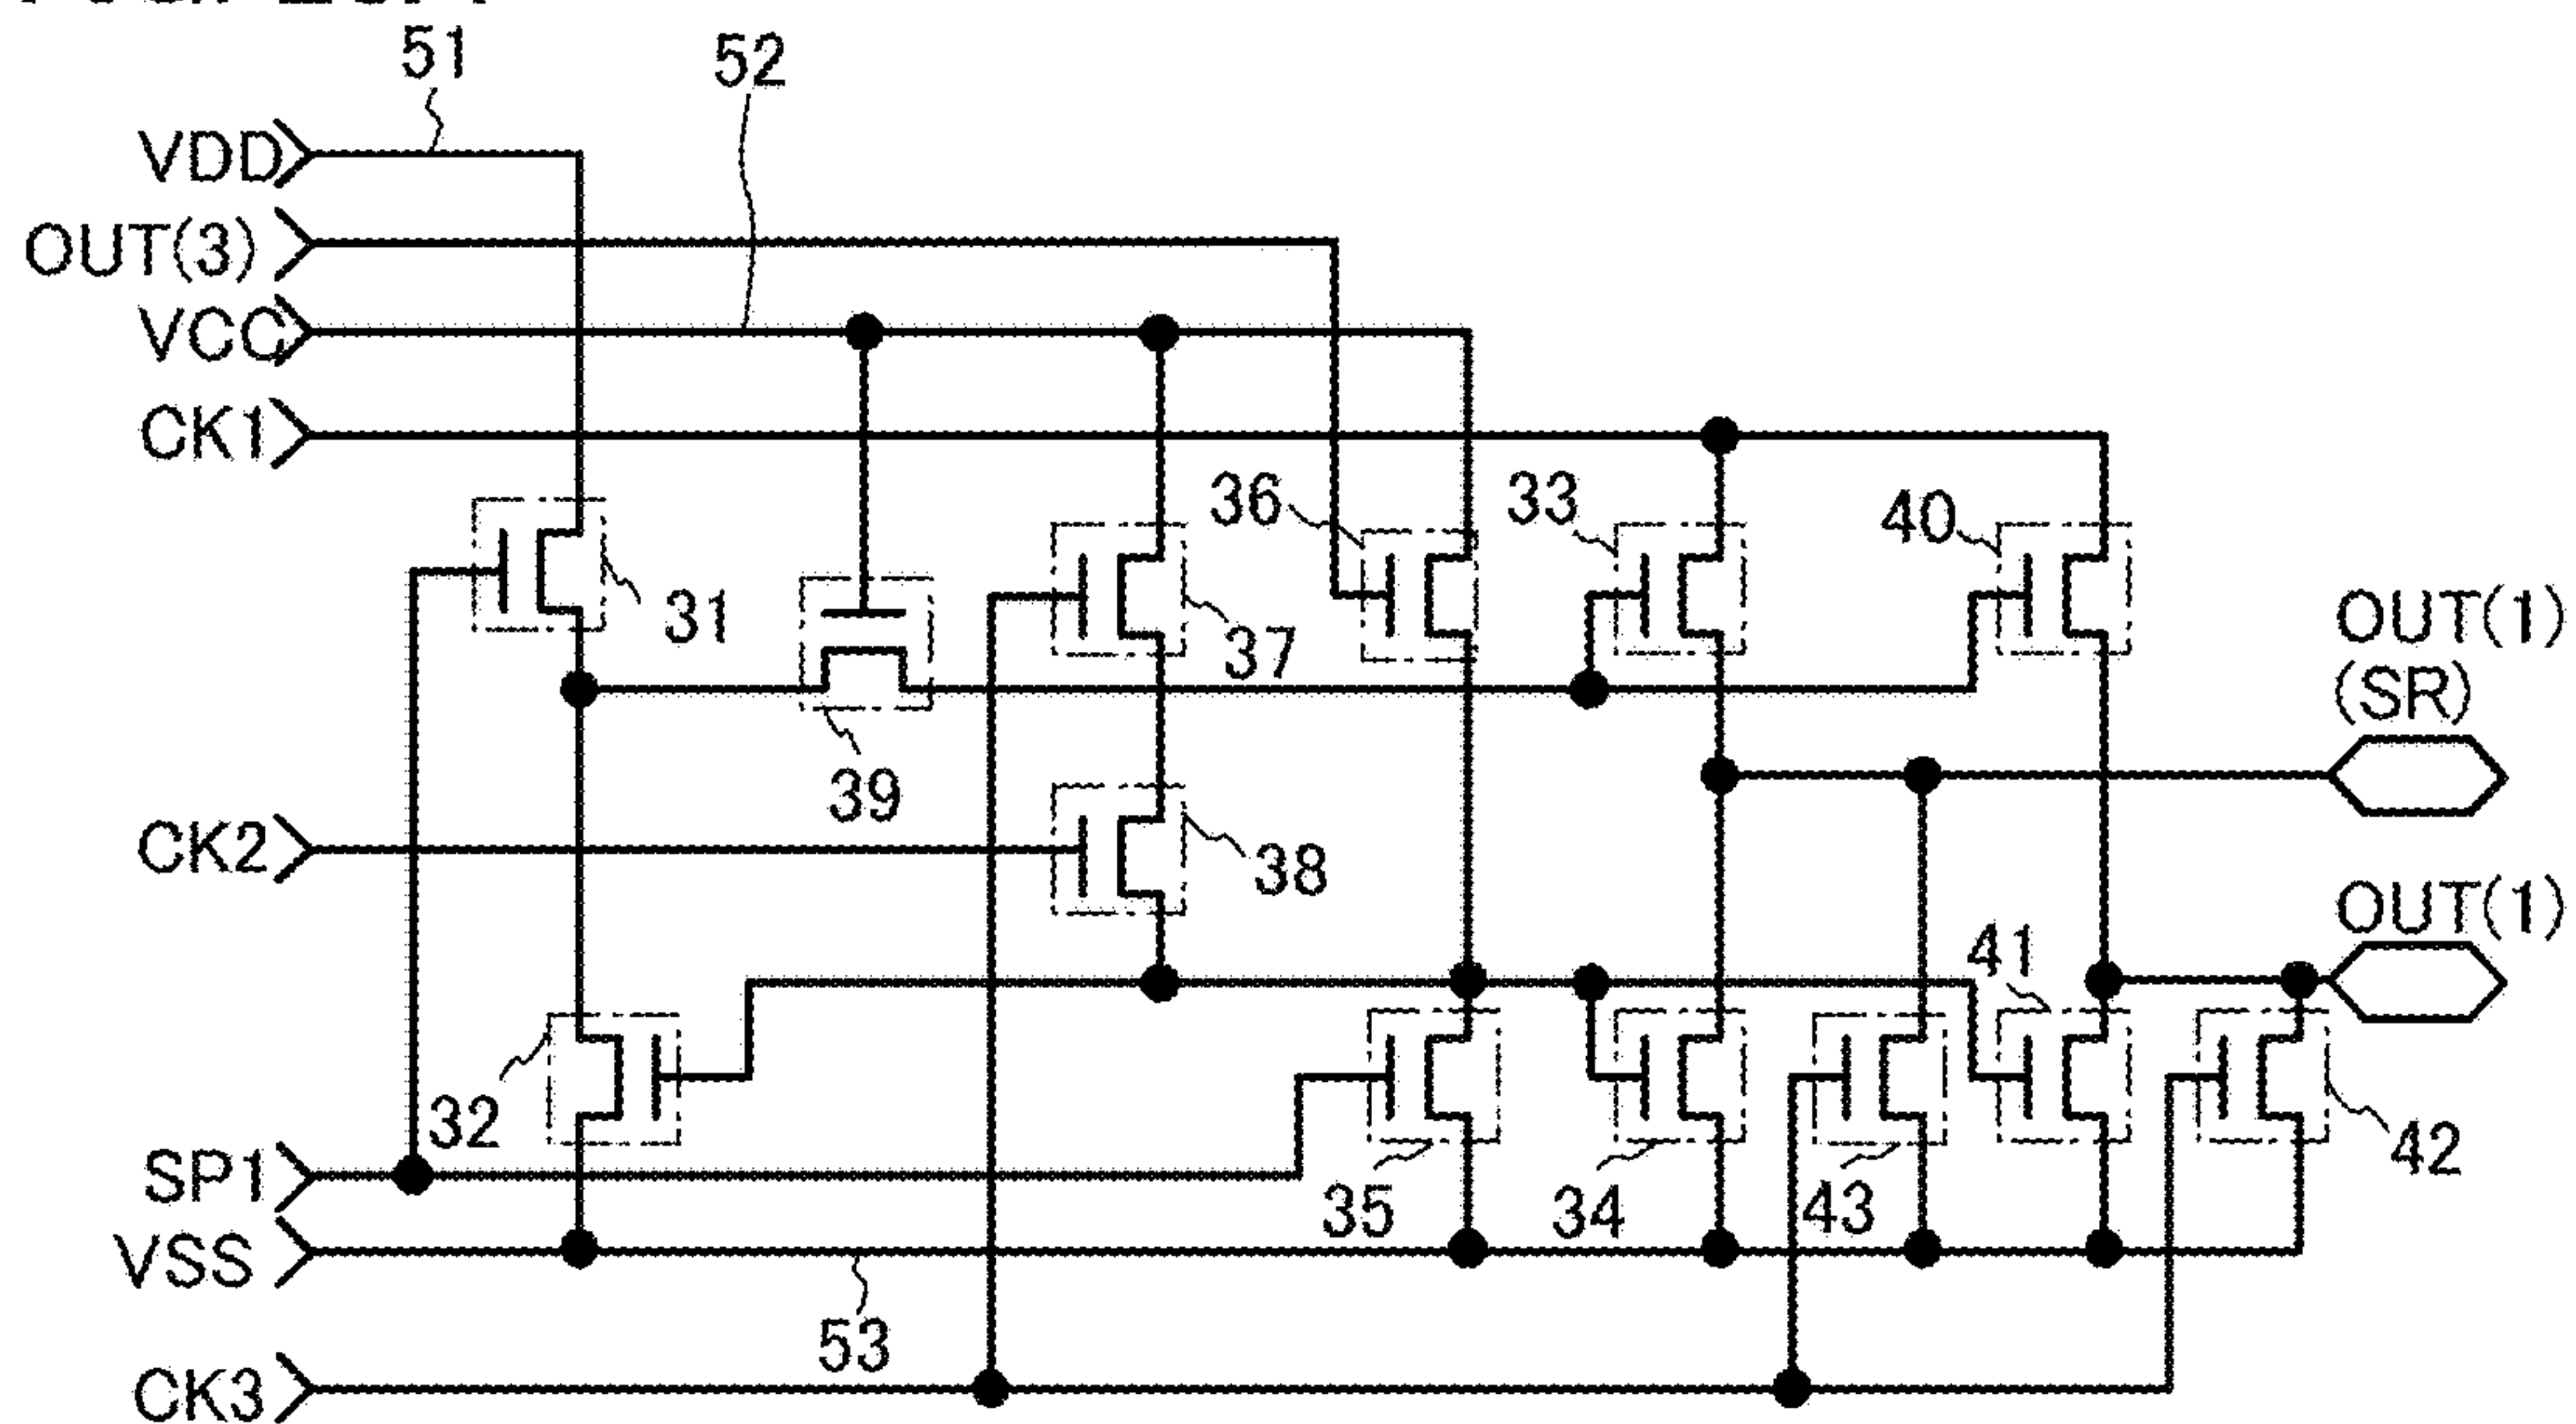 51
52
VDD
OUT(3)
VCC
CK1
36
33
40
31
37
OUT(1)
(SR)
39
CK2
38
OUT(1)
41
32
SP1
35
34
43
42
VSS
53
CK3